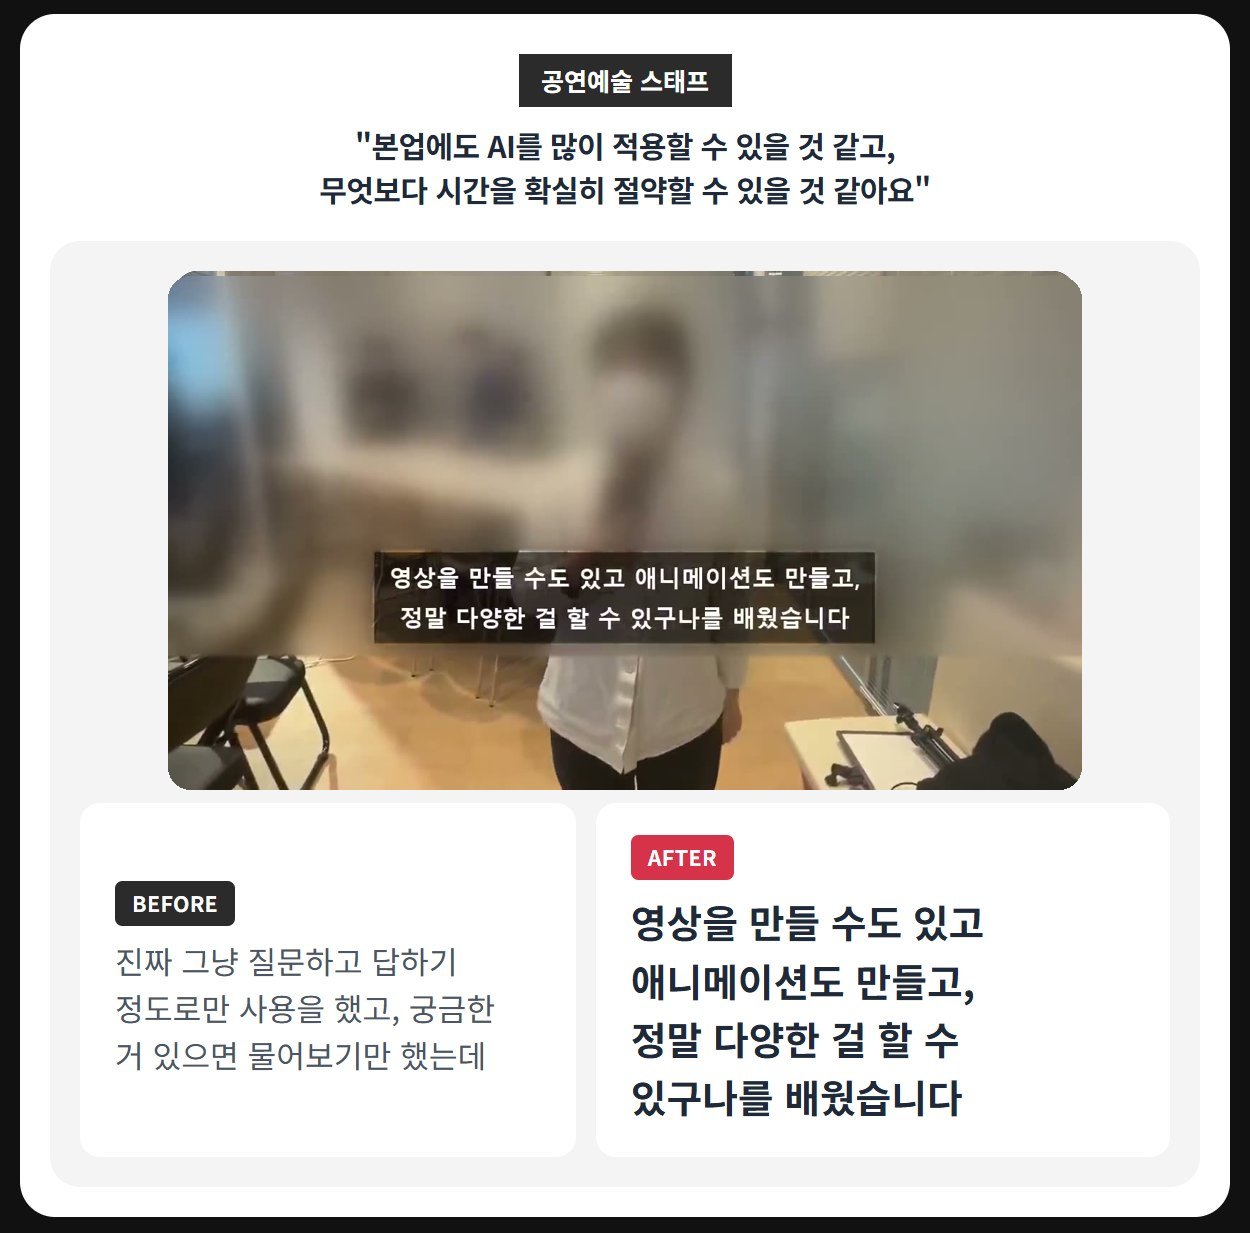 공연예술 스태프
"본업에도 AI를 많이 적용할 수 있을 것 같고,
무엇보다 시간을 확실히 절약할 수 있을 것 같아요"
영상을 만들 수도 있고 애니메이션도 만들고,
정말 다양한 걸 할 수 있구나를 배웠습니다
BEFORE
진짜 그냥 질문하고 답하기
정도로만 사용을 했고, 궁금한
거 있으면 물어보기만 했는데
AFTER
영상을 만들 수도 있고
애니메이션도 만들고,
정말 다양한 걸 할 수
있구나를 배웠습니다